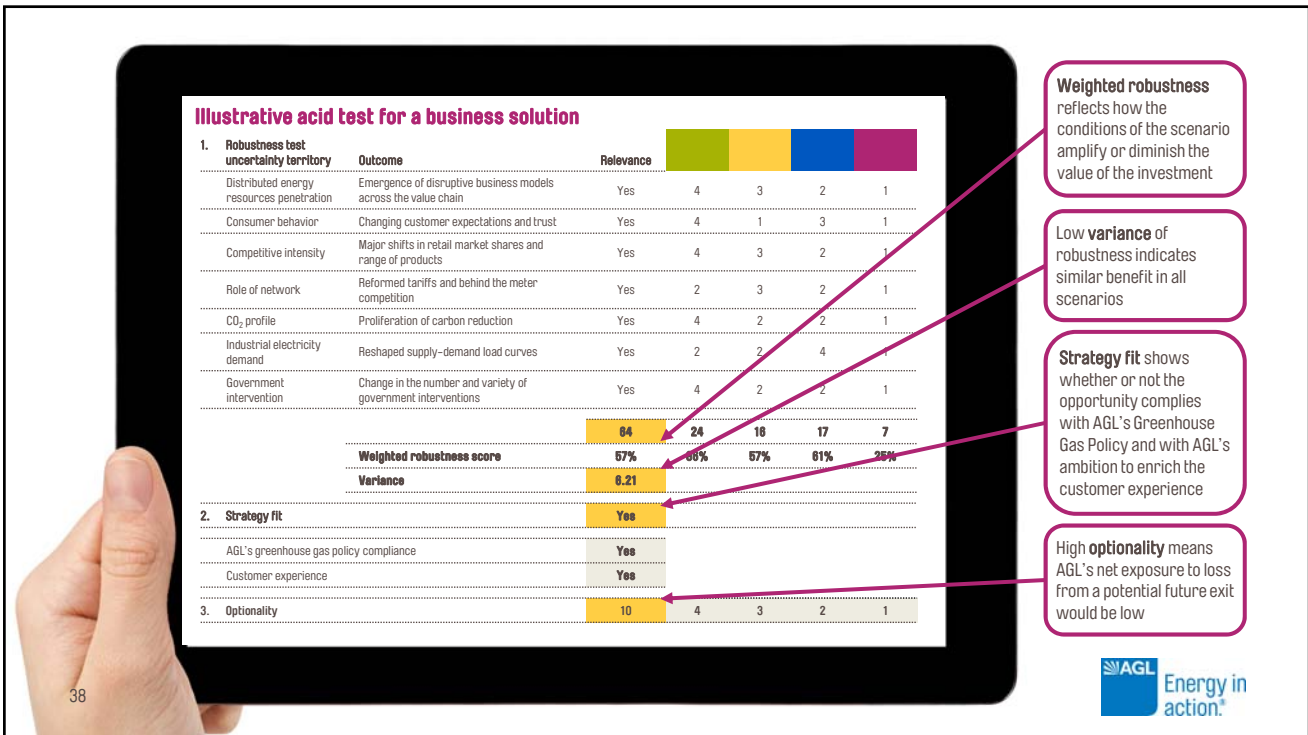 Illustrative acid test for a business solution
1. Robustness test
uncertainty territory Outcome Relevance
Distributed energy
resources penetration Emergence of disruptive business models
across the value chain Yes 4 3 2 1
Consumer behavior Changing customer expectations and trust Yes 4 1 3 1
Competitive intensity Major shifts in retail market shares and
range of products Yes 4 3 2 1
Role of network Reformed tariffs and behind the meter
competition Yes 2 3 2 1
CO₂ profile Proliferation of carbon reduction Yes 4 2 2 1
Industrial electricity
demand Reshaped supply-demand load curves Yes 2 2 4 1
Government
intervention Change in the number and variety of
government interventions Yes 4 2 2 1
64 24 16 17 7
Weighted robustness score 57% 57% 61% 25%
Variance 6.21
2. Strategy fit Yes
AGL's greenhouse gas policy compliance Yes
Customer experience Yes
3. Optionality 10 4 3 2 1
Weighted robustness
reflects how the
conditions of the scenario
amplify or diminish the
value of the investment
Low variance of
robustness indicates
similar benefit in all
scenarios
Strategy fit shows
whether or not the
opportunity complies
with AGL's Greenhouse
Gas Policy and with AGL's
ambition to enrich the
customer experience
High optionality means
AGL's net exposure to loss
from a potential future exit
would be low
38
AGL
Energy in
action.®